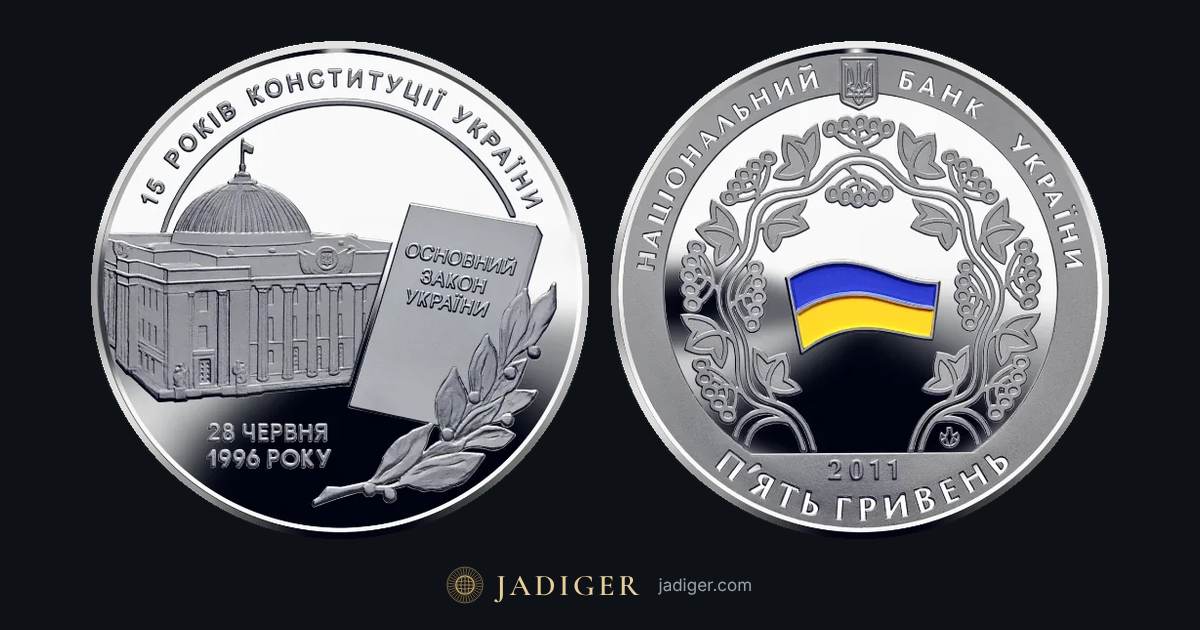 15 РОКІВ КОНСТИТУЦІЇ УКРАЇНИ
ОСНОВНИЙ
ЗАКОН
УКРАЇНИ
28 ЧЕРВНЯ
1996 РОКУ
НАЦІОНАЛЬНИЙ БАНК УКРАЇНИ
2011
П'ЯТЬ ГРИВЕНЬ
JADIGER jadiger.com